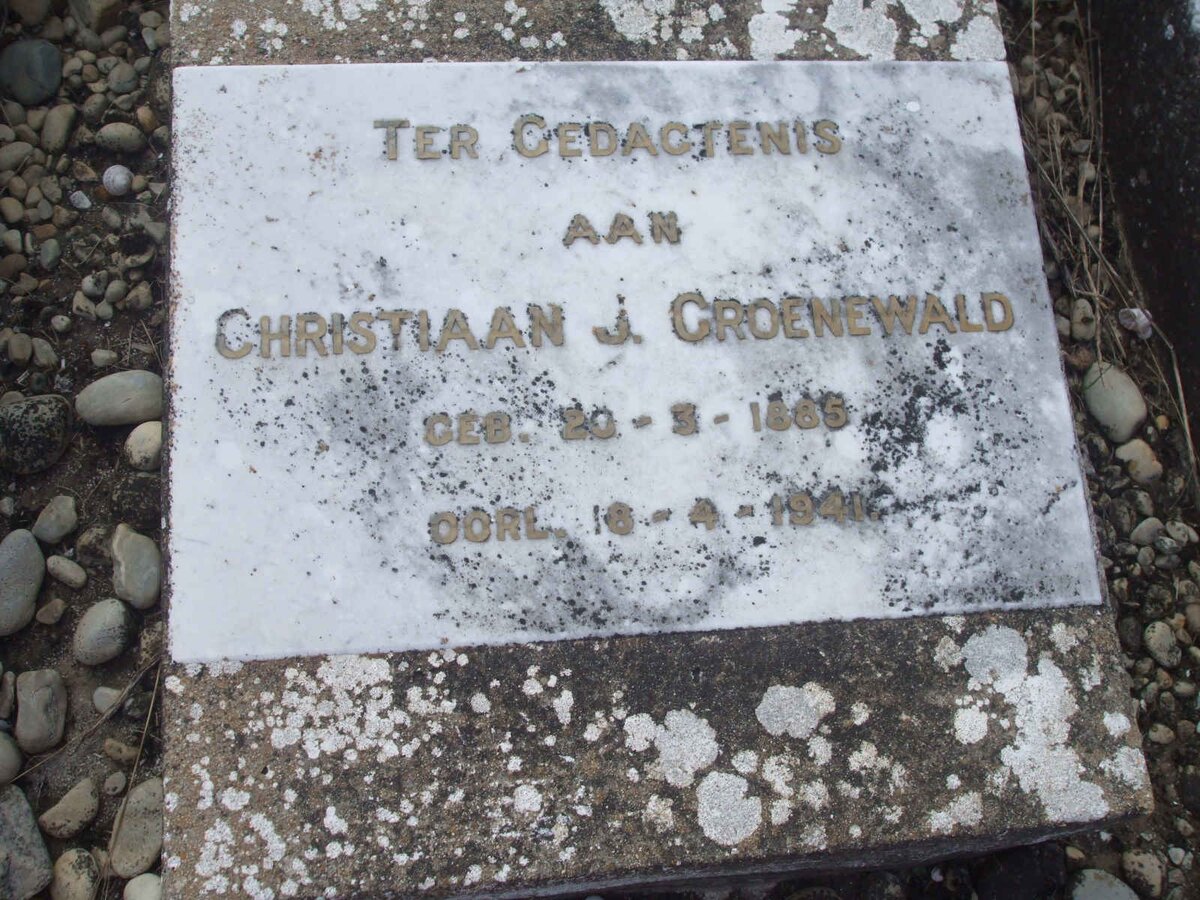 TER GEDACTENIS
AAN
CHRISTIAAN J. GROENEWALD
GEB. 20-3-1885
OORL. 18-4-1941.